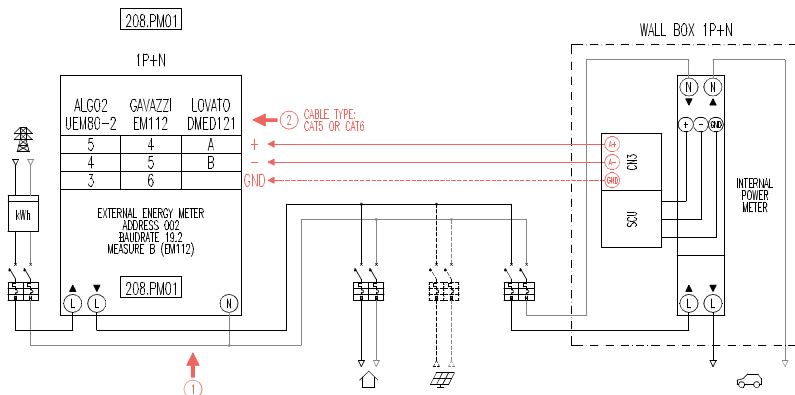 208.PM01
1P+N
WALL BOX 1P+N
ALGO2 GAVAZZI LOVATO
UEM80-2 EM112 DMED121
5 4 A
4 5 B
3 6
+
−
GND
2 CABLE TYPE:
CAT5 OR CAT6
kWh
EXTERNAL ENERGY METER
ADDRESS 002
BAUDRATE 19.2
MEASURE B (EM112)
208.PM01
L L N
1
N N
+ − GND
A+
A−
GND
CN3
SCU
INTERNAL
POWER
METER
L L